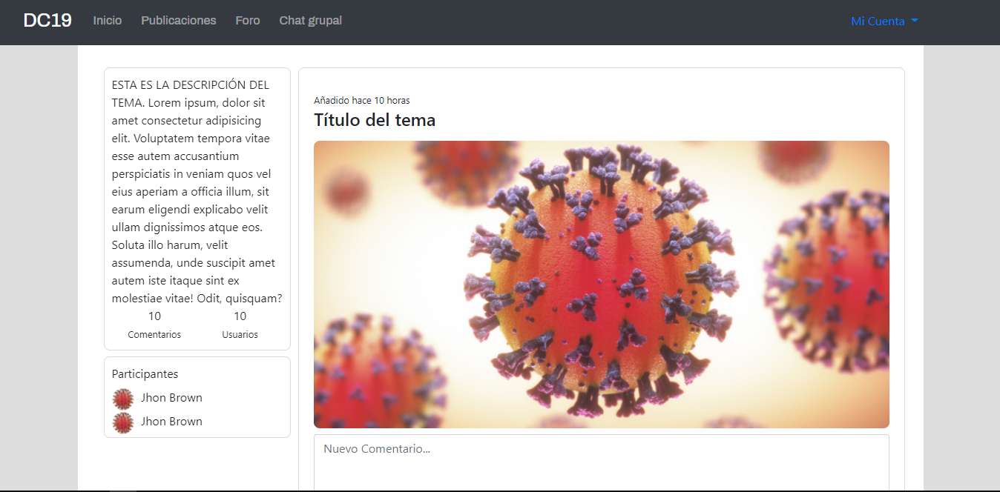 DC19 Inicio Publicaciones Foro Chat grupal Mi Cuenta
ESTA ES LA DESCRIPCIÓN DEL
TEMA. Lorem ipsum, dolor sit
amet consectetur adipisicing
elit. Voluptatem tempora vitae
esse autem accusantium
perspiciatis in veniam quos vel
eius aperiam a officia illum, sit
earum eligendi explicabo velit
ullam dignissimos atque eos.
Soluta illo harum, velit
assumenda, unde suscipit amet
autem iste itaque sint ex
molestiae vitae! Odit, quisquam?
10 10
Comentarios Usuarios
Participantes
Jhon Brown
Jhon Brown
Añadido hace 10 horas
Título del tema
Nuevo Comentario...